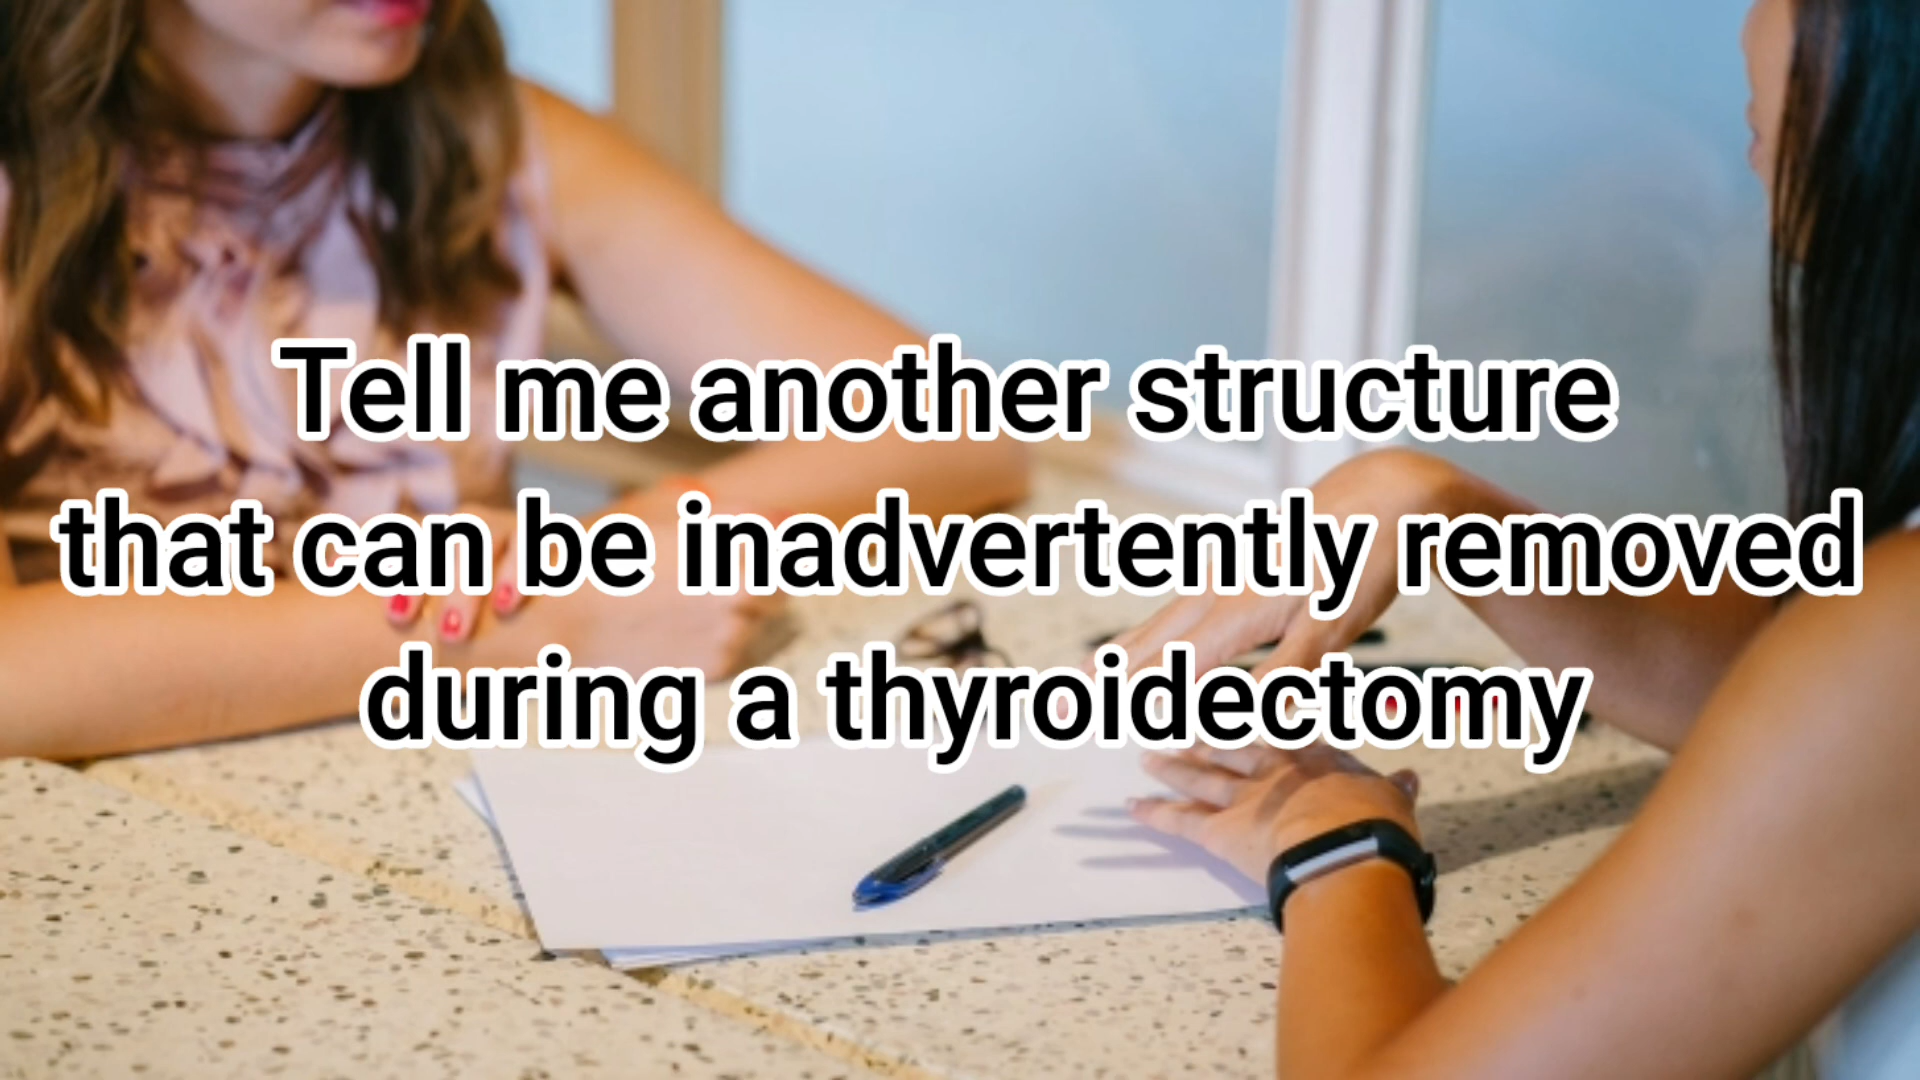 Tell me another structure
that can be inadvertently removed
during a thyroidectomy